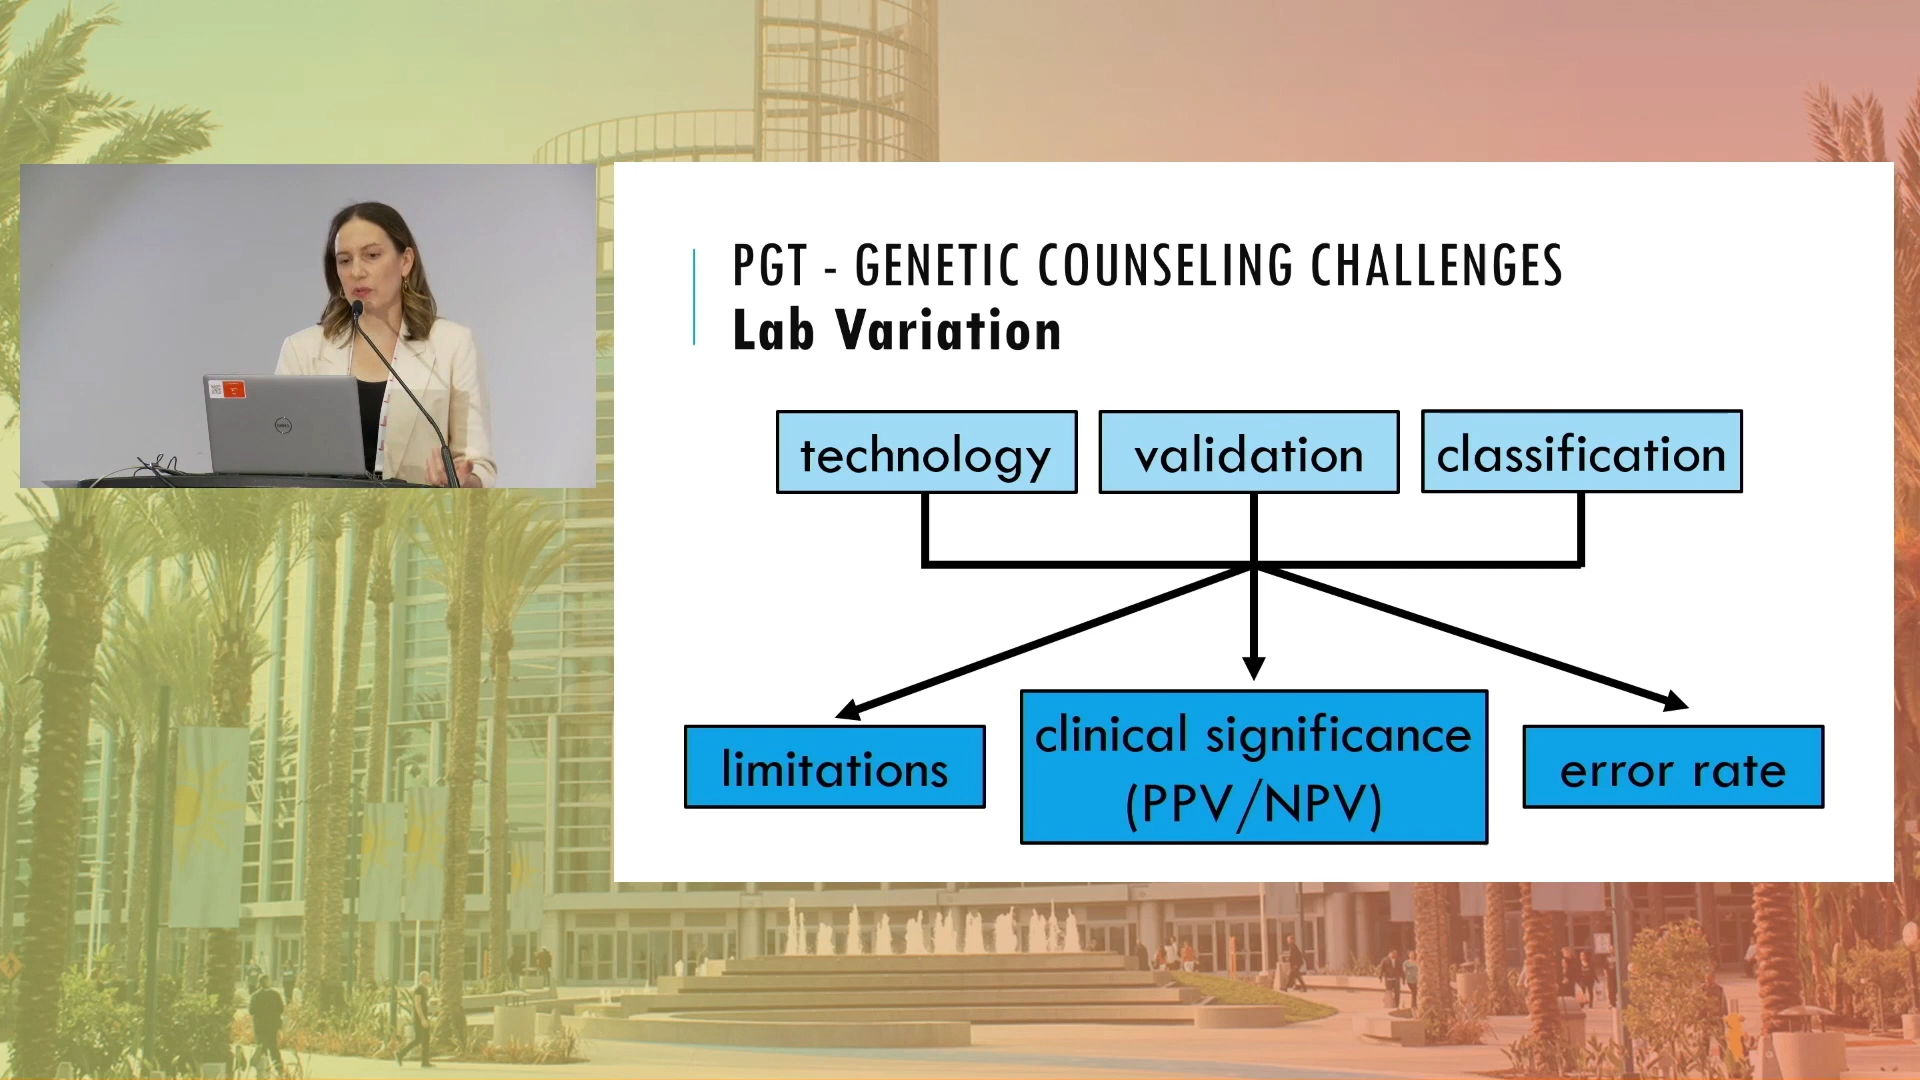 PGT - GENETIC COUNSELING CHALLENGES
Lab Variation
technology
validation
classification
limitations
clinical significance
(PPV/NPV)
error rate